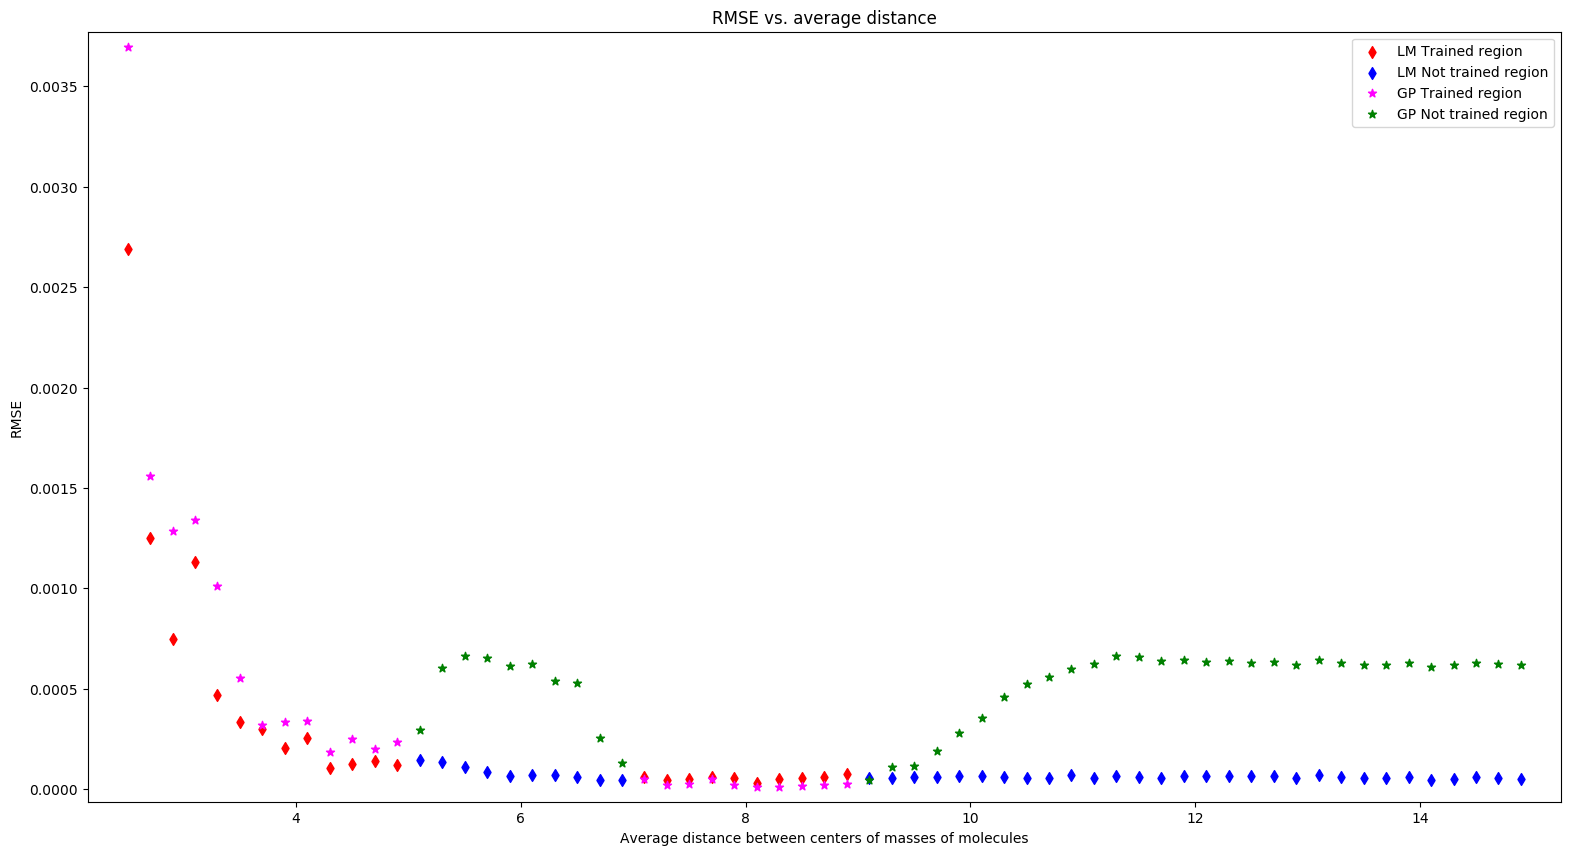 RMSE vs. average distance
LM Trained region
LM Not trained region
GP Trained region
GP Not trained region
0.0035
0.0030
0.0025
0.0020
0.0015
0.0010
0.0005
0.0000
RMSE
4 6 8 10 12 14
Average distance between centers of masses of molecules